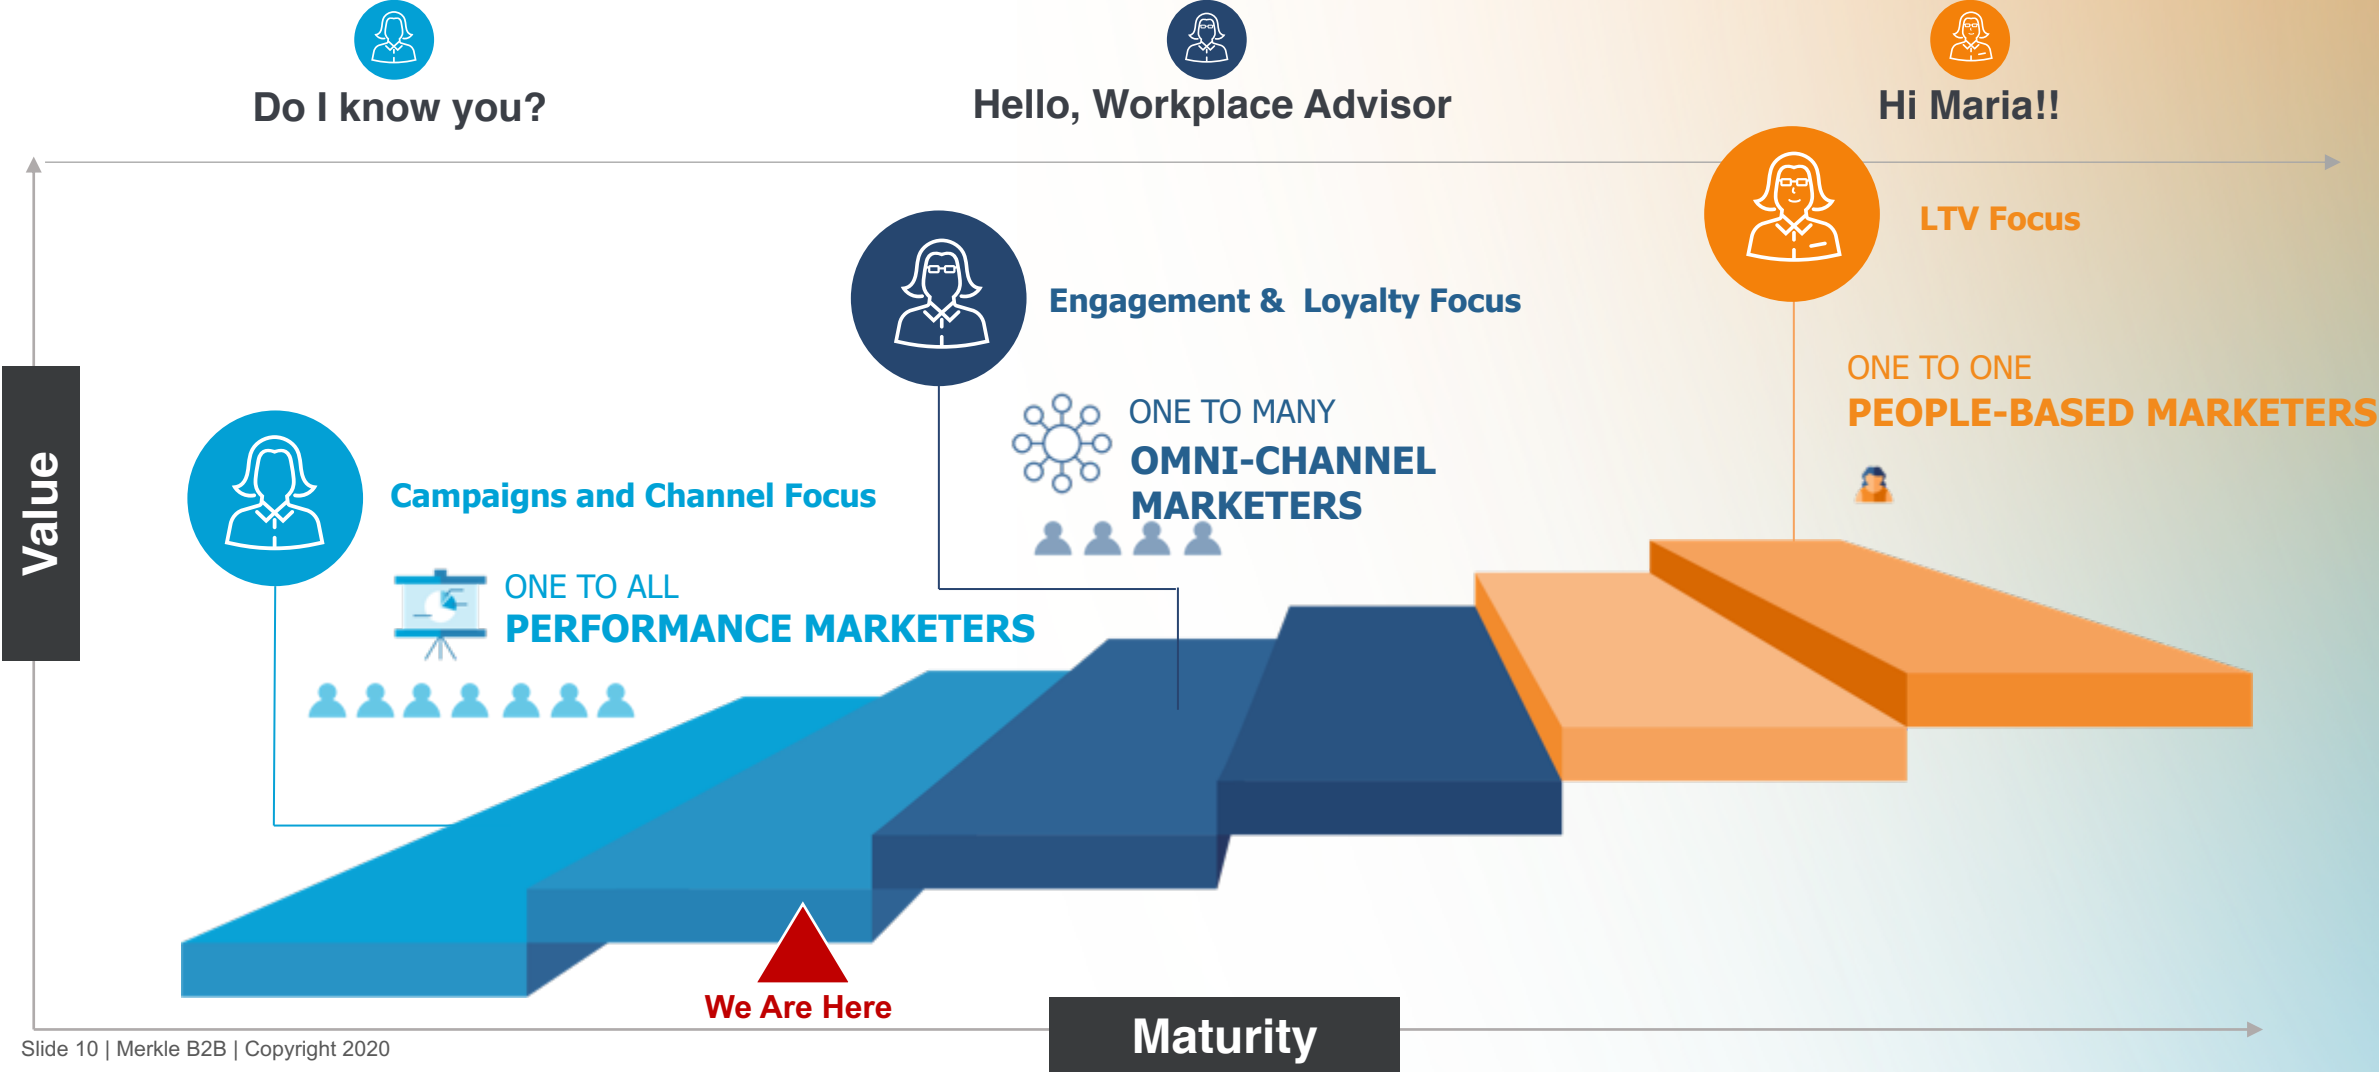 Do I know you?
Hello, Workplace Advisor
Hi Maria!!
LTV Focus
Engagement &  Loyalty Focus
ONE TO ONE
PEOPLE-BASED MARKETERS
ONE TO MANY
OMNI-CHANNEL
MARKETERS
Campaigns and Channel Focus
ONE TO ALL
PERFORMANCE MARKETERS
Value
We Are Here
Maturity
Slide 10 | Merkle B2B | Copyright 2020